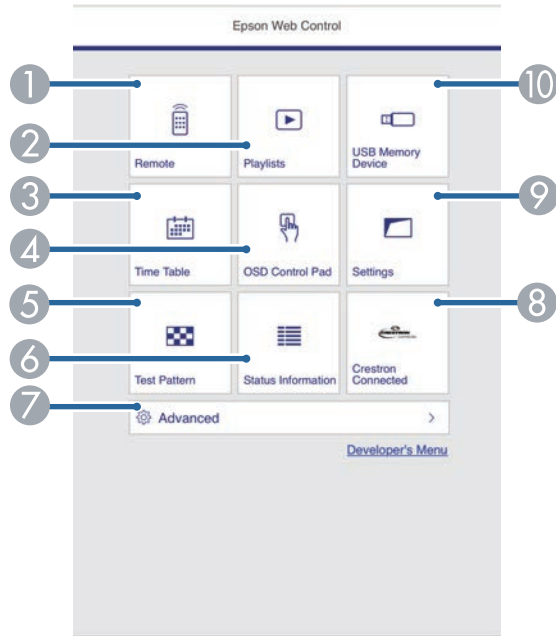 Epson Web Control
1
10
2
Remote
Playlists
USB Memory
Device
3
9
4
Time Table
OSD Control Pad
Settings
5
8
6
CRESTRON
Test Pattern
Status Information
Crestron
Connected
7
Advanced
Developer's Menu